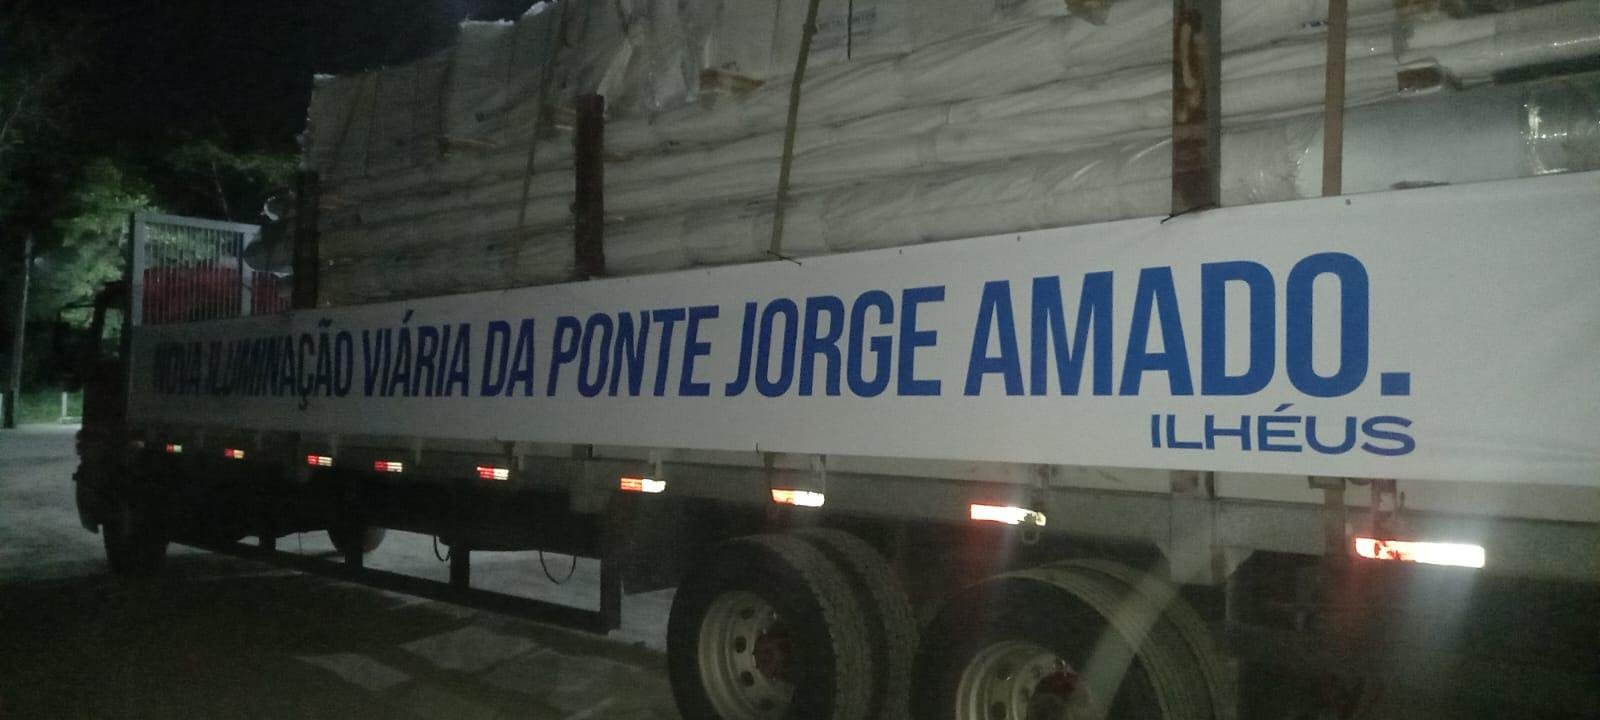 NOVA ILUMINAÇÃO VIÁRIA DA PONTE JORGE AMADO.
ILHÉUS